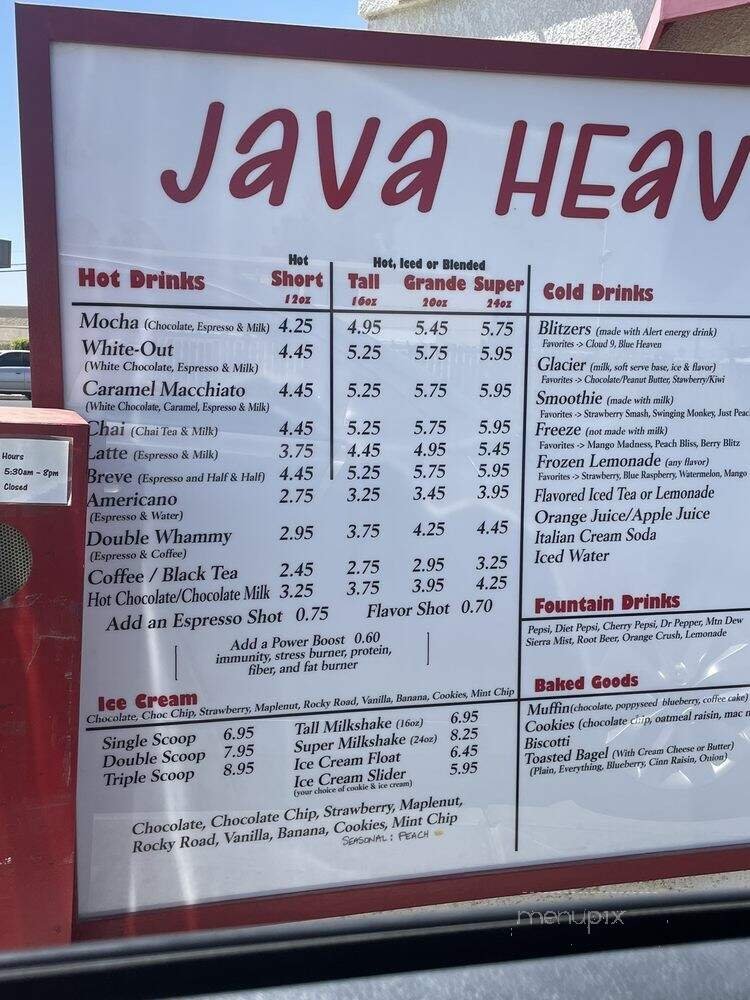 JAVA HEAV
Hot
Hot, Iced or Blended
Hot Drinks Short Tall Grande Super
12oz 16oz 20oz 24oz
Mocha (Chocolate, Espresso & Milk) 4.25 4.95 5.45 5.75
White-Out 4.45 5.25 5.75 5.95
(White Chocolate, Espresso & Milk)
Caramel Macchiato 4.45 5.25 5.75 5.95
(White Chocolate, Caramel, Espresso & Milk)
Chai (Chai Tea & Milk) 4.45 5.25 5.75 5.95
Latte (Espresso & Milk) 3.75 4.45 4.95 5.45
Breve (Espresso and Half & Half) 4.45 5.25 5.75 5.95
Americano 2.75 3.25 3.45 3.95
(Espresso & Water)
Double Whammy 2.95 3.75 4.25 4.45
(Espresso & Coffee)
Coffee / Black Tea 2.45 2.75 2.95 3.25
Hot Chocolate/Chocolate Milk 3.25 3.75 3.95 4.25
Add an Espresso Shot 0.75 Flavor Shot 0.70
Add a Power Boost 0.60
immunity, stress burner, protein,
fiber, and fat burner
Ice Cream
Chocolate, Choc Chip, Strawberry, Maplenut, Rocky Road, Vanilla, Banana, Cookies, Mint Chip
Single Scoop 6.95
Double Scoop 7.95
Triple Scoop 8.95
Tall Milkshake (16oz) 6.95
Super Milkshake (24oz) 8.25
Ice Cream Float 6.45
Ice Cream Slider 5.95
(your choice of cookie & ice cream)
Chocolate, Chocolate Chip, Strawberry, Maplenut,
Rocky Road, Vanilla, Banana, Cookies, Mint Chip
SEASONAL: PEACH
Cold Drinks
Blitzers (made with Alert energy drink)
Favorites -> Cloud 9, Blue Heaven
Glacier (milk, soft serve base, ice & flavor)
Favorites -> Chocolate/Peanut Butter, Stawberry/Kiwi
Smoothie (made with milk)
Favorites -> Strawberry Smash, Swinging Monkey, Just Peac
Freeze (not made with milk)
Favorites -> Mango Madness, Peach Bliss, Berry Blitz
Frozen Lemonade (any flavor)
Favorites -> Strawberry, Blue Raspberry, Watermelon, Mango
Flavored Iced Tea or Lemonade
Orange Juice/Apple Juice
Italian Cream Soda
Iced Water
Fountain Drinks
Pepsi, Diet Pepsi, Cherry Pepsi, Dr Pepper, Mtn Dew
Sierra Mist, Root Beer, Orange Crush, Lemonade
Baked Goods
Muffin(chocolate, poppyseed blueberry, coffee cake)
Cookies (chocolate chip, oatmeal raisin, mac n
Biscotti
Toasted Bagel (With Cream Cheese or Butter)
(Plain, Everything, Blueberry, Cinn Raisin, Onion)
Hours
5:30am - 8pm
Closed
menupix